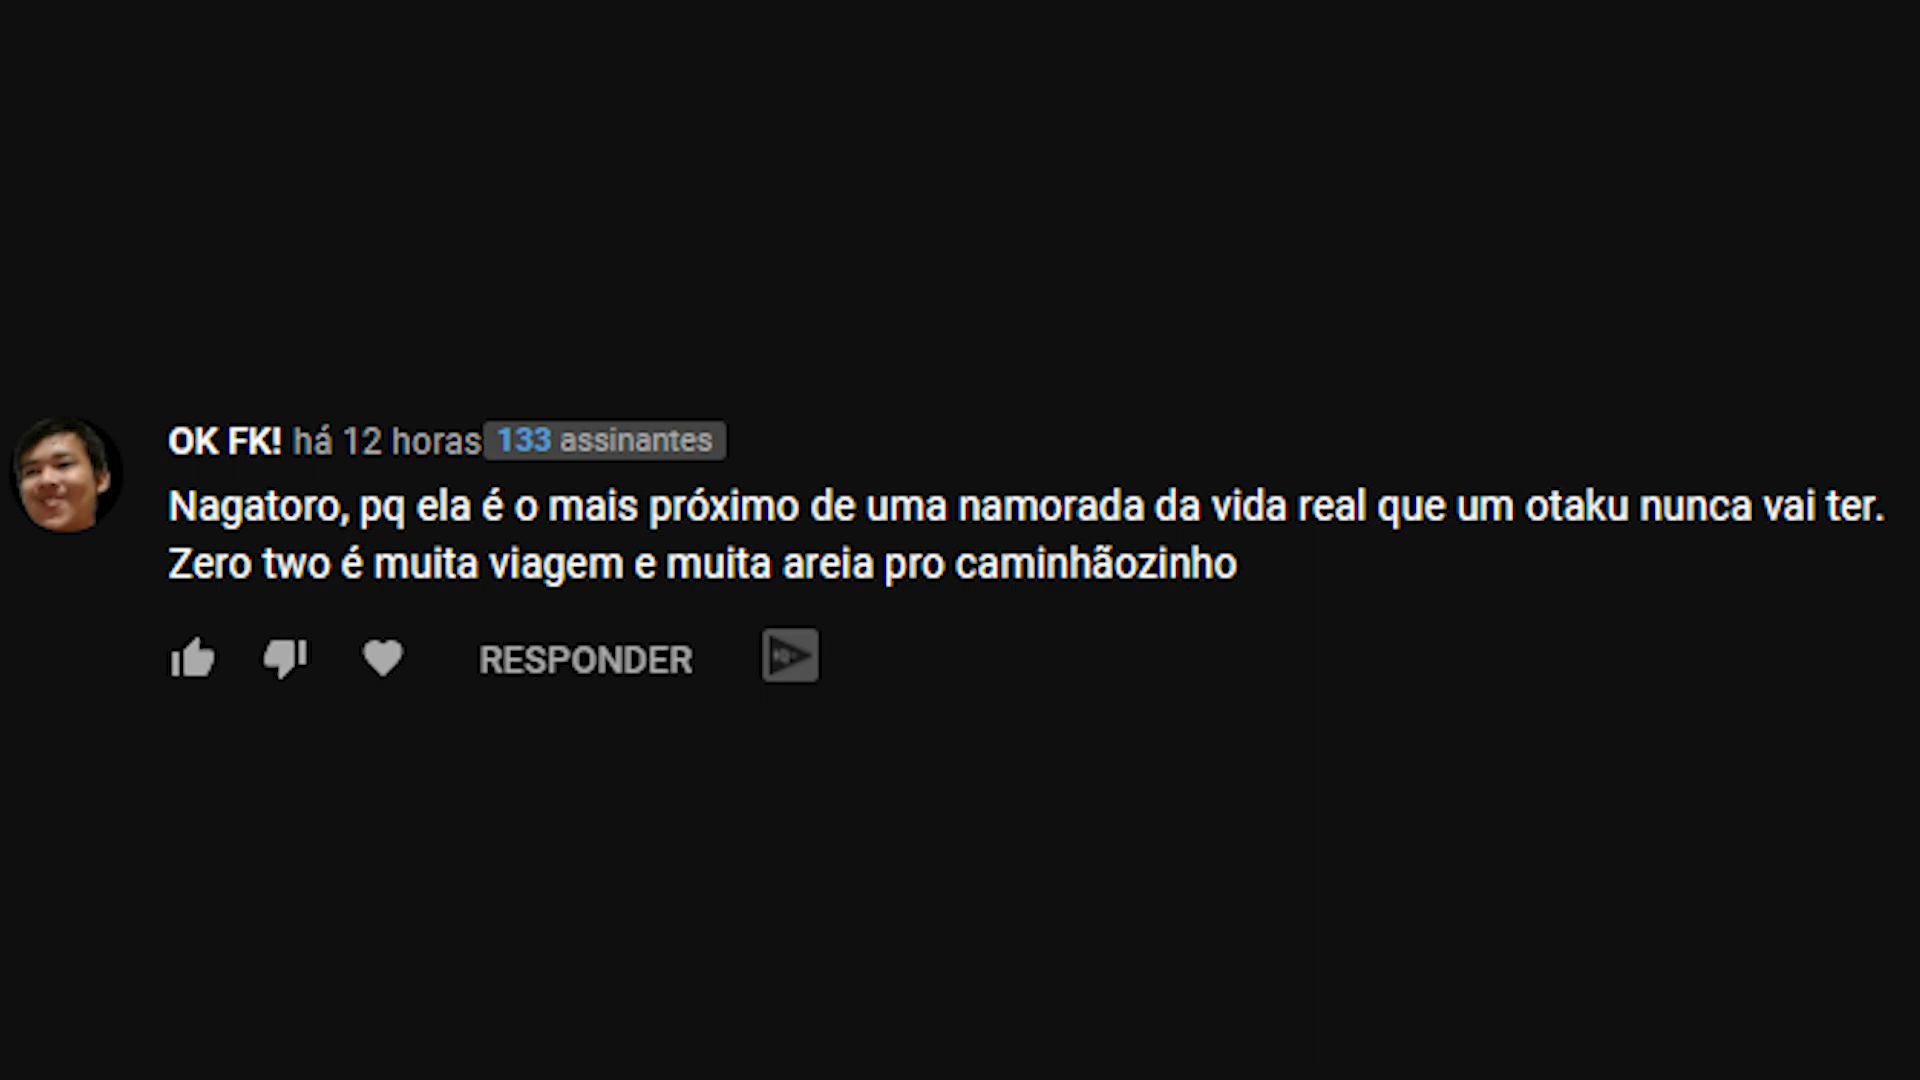 OK FK! há 12 horas 133 assinantes
Nagatoro, pq ela é o mais próximo de uma namorada da vida real que um otaku nunca vai ter.
Zero two é muita viagem e muita areia pro caminhãozinho
RESPONDER